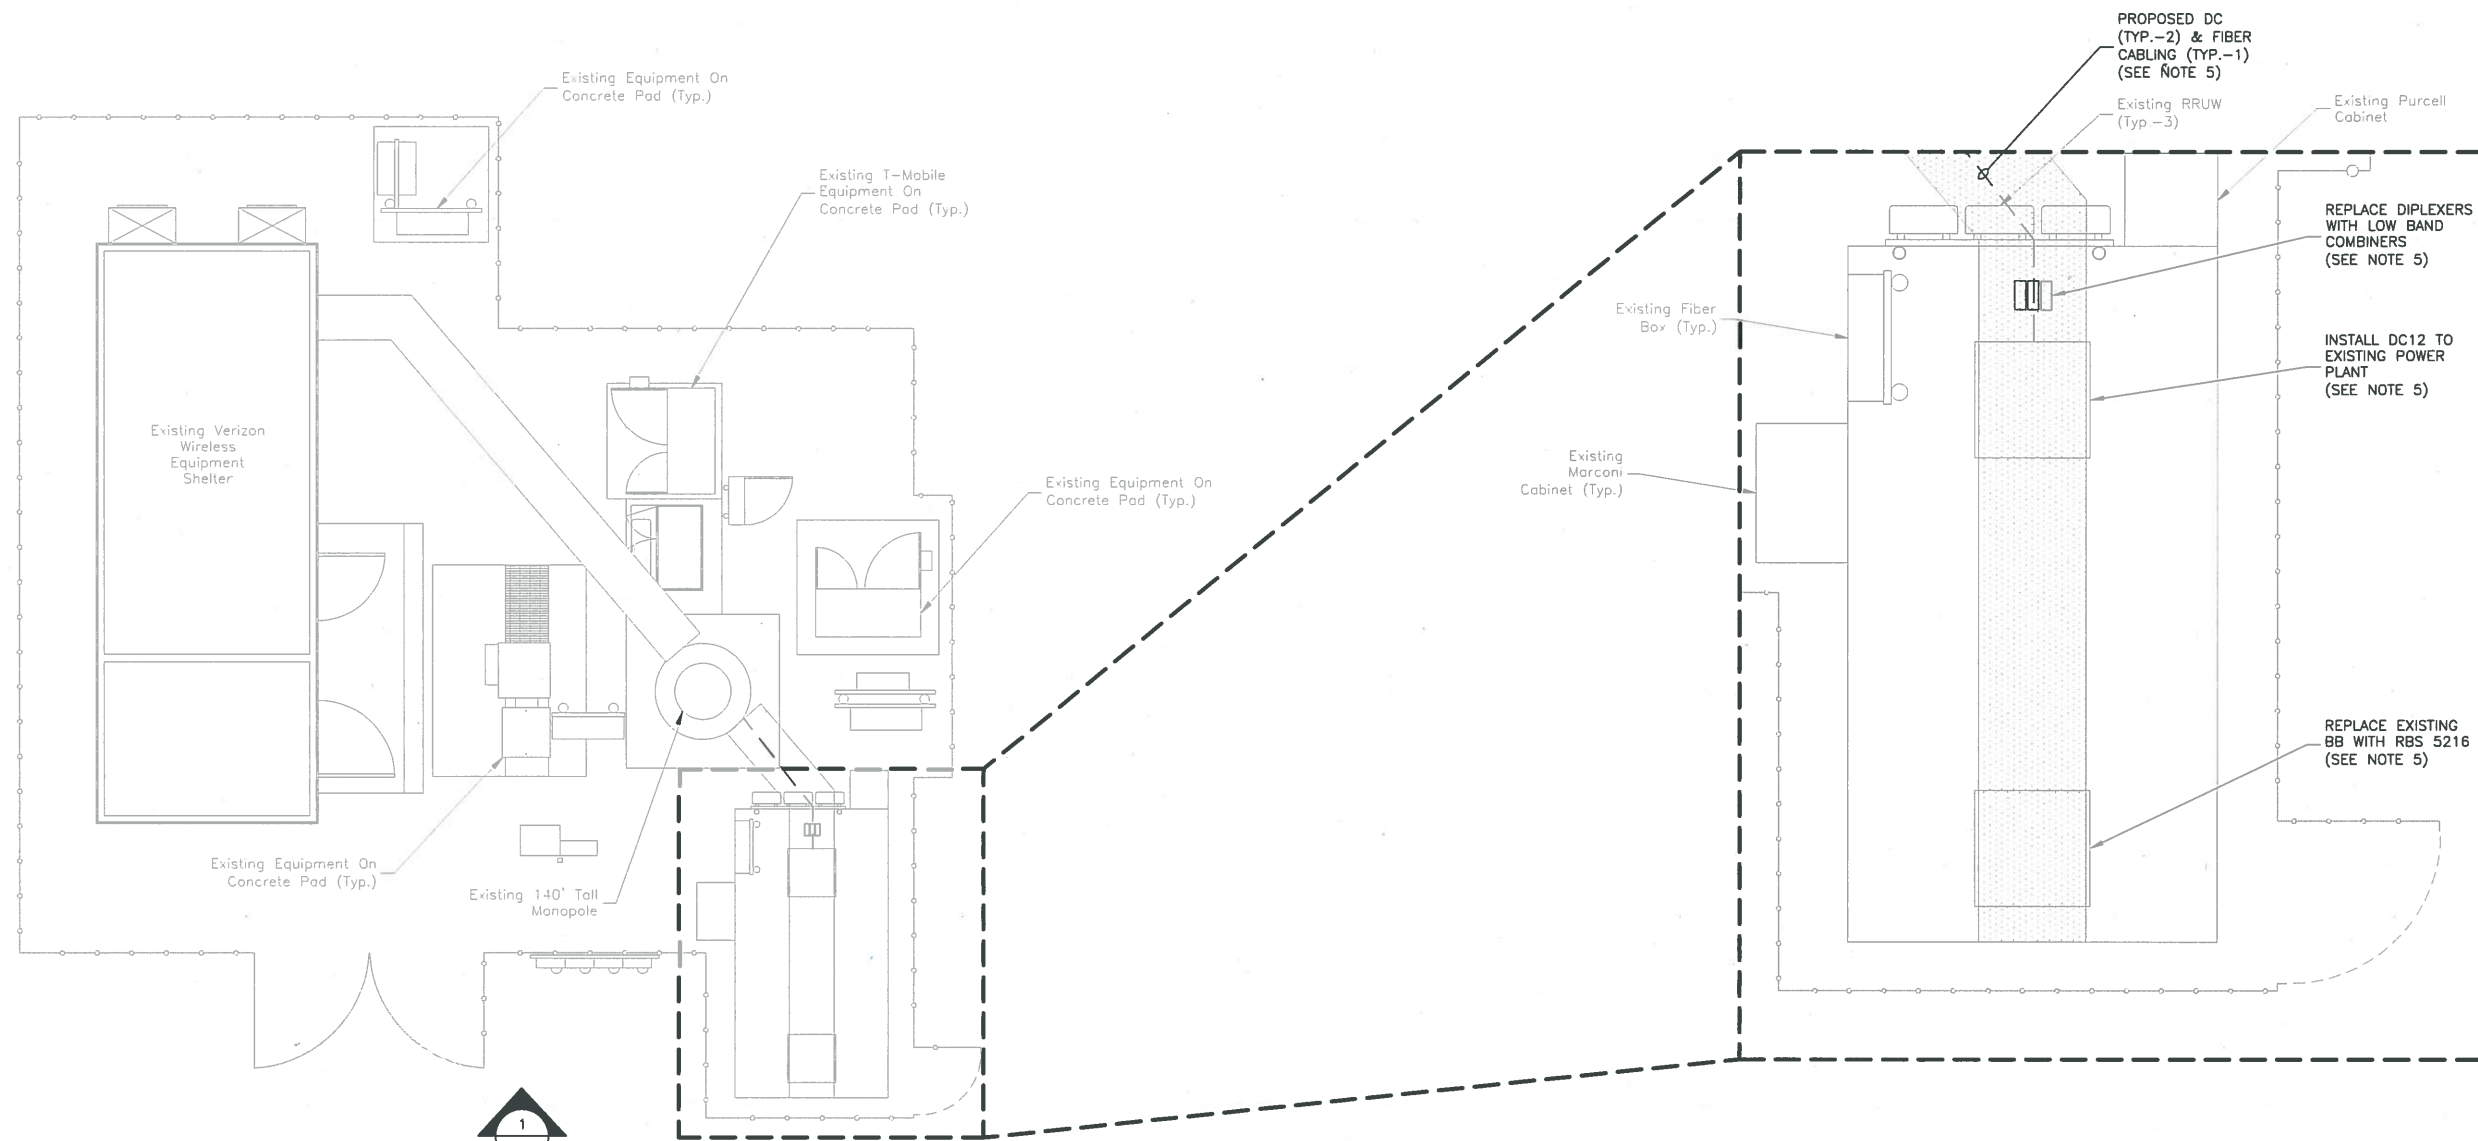 PROPOSED DC
(TYP.-2) & FIBER
CABLING (TYP.-1)
(SEE NOTE 5)
Existing Equipment On
Concrete Pad (Typ.)
Existing RRUW
(Typ.-3)
Existing Purcell
Cabinet
Existing T-Mobile
Equipment On
Concrete Pad (Typ.)
REPLACE DIPLEXERS
WITH LOW BAND
COMBINERS
(SEE NOTE 5)
Existing Fiber
Box (Typ.)
INSTALL DC12 TO
EXISTING POWER
PLANT
(SEE NOTE 5)
Existing Verizon
Wireless
Equipment
Shelter
Existing
Marconi
Cabinet (Typ.)
Existing Equipment On
Concrete Pad (Typ.)
REPLACE EXISTING
BB WITH RBS 5216
(SEE NOTE 5)
Existing Equipment On
Concrete Pad (Typ.)
Existing 140' Tall
Monopole
1